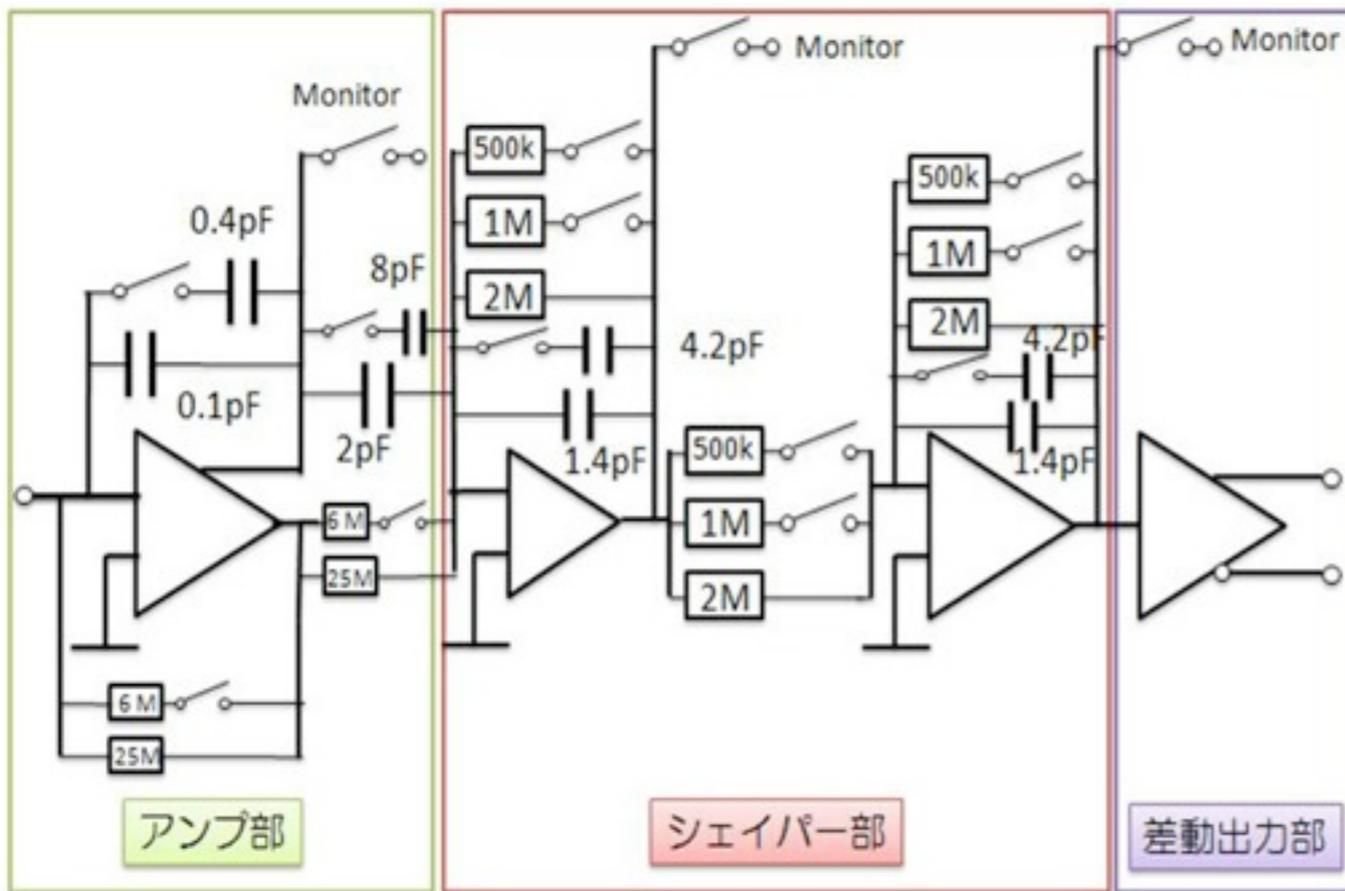 Monitor
0.4pF
8pF
0.1pF
2pF
6 M
25M
6 M
25M
アンプ部
Monitor
500k
1M
2M
4.2pF
1.4pF
500k
1M
2M
500k
1M
2M
4.2pF
1.4pF
シェイパー部
Monitor
差動出力部